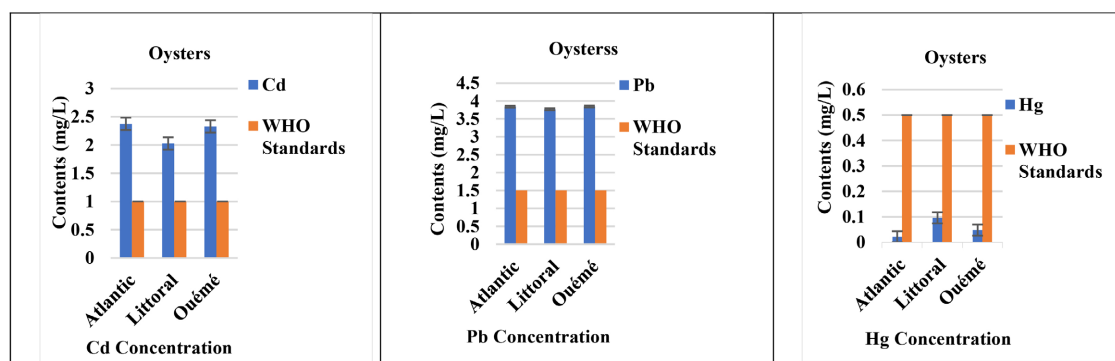 Oysters
Contents (mg/L)
3
2.5
2
1.5
1
0.5
0
Cd
WHO
Standards
Atlantic
Littoral
Ouémé
Cd Concentration
Oysterss
Contents (mg/L)
4.5
4
3.5
3
2.5
2
1.5
1
0.5
0
Pb
WHO
Standards
Atlantic
Littoral
Ouémé
Pb Concentration
Oysters
Contents (mg/L)
0.6
0.5
0.4
0.3
0.2
0.1
0
Hg
WHO
Standards
Atlantic
Littoral
Ouémé
Hg Concentration